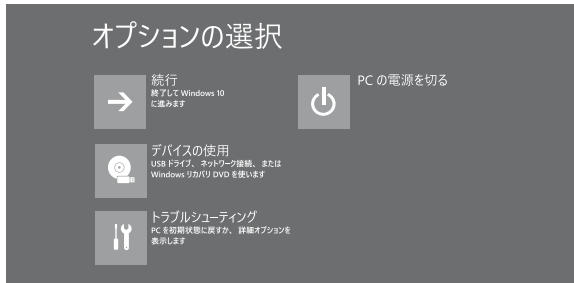 オプションの選択
続行
終了して Windows 10
に進みます
PC の電源を切る
デバイスの使用
USB ドライブ、 ネットワーク接続、 または
Windows リカバリ DVD を使います
トラブルシューティング
PC を初期状態に戻すか、 詳細オプションを
表示します